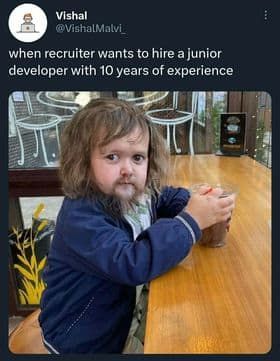 Vishal
@VishalMalvi_
when recruiter wants to hire a junior
developer with 10 years of experience